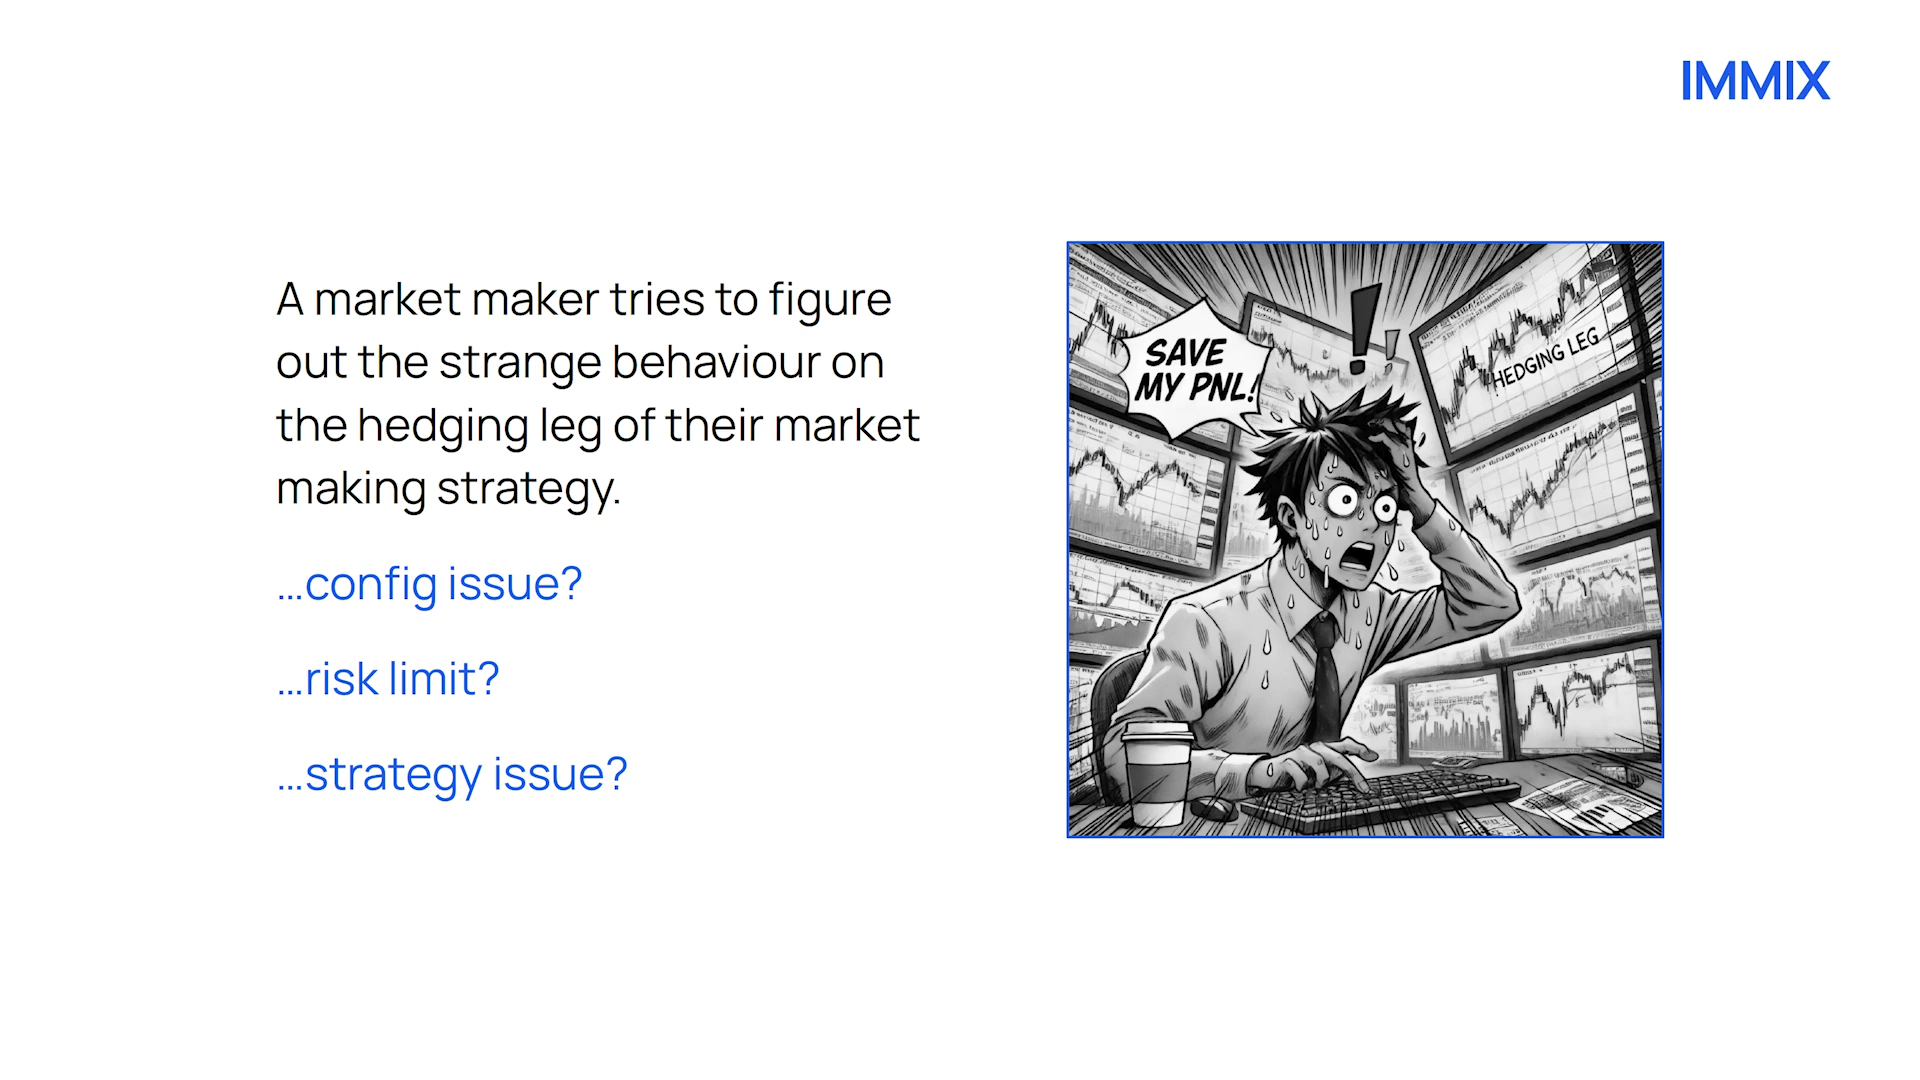 IMMIX
A market maker tries to figure
out the strange behaviour on
the hedging leg of their market
making strategy.
...config issue?
...risk limit?
...strategy issue?
SAVE
MY PNL!
HEDGING LEG